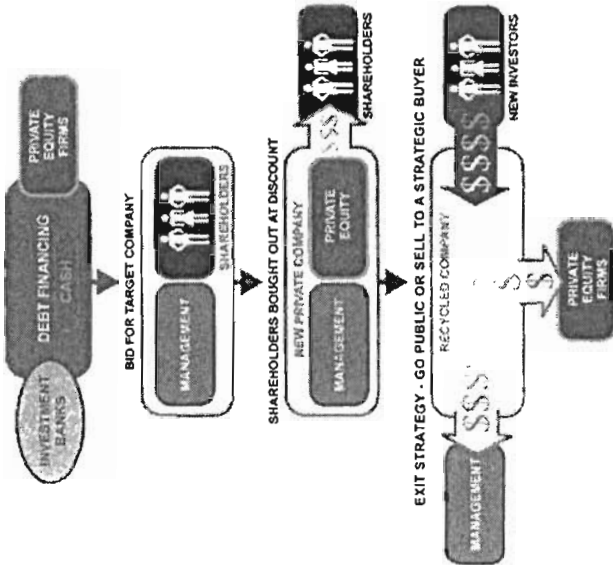 INVESTMENT
BANKS
DEBT FINANCING
CASH
PRIVATE
EQUITY
FIRMS
BID FOR TARGET COMPANY
MANAGEMENT
SHAREHOLDERS
SHAREHOLDERS BOUGHT OUT AT DISCOUNT
NEW PRIVATE COMPANY
MANAGEMENT
PRIVATE
EQUITY
$$$
SHAREHOLDERS
EXIT STRATEGY - GO PUBLIC OR SELL TO A STRATEGIC BUYER
RECYCLED COMPANY
MANAGEMENT
$$$$
$$$$
NEW INVESTORS
$
$
PRIVATE
EQUITY
FIRMS